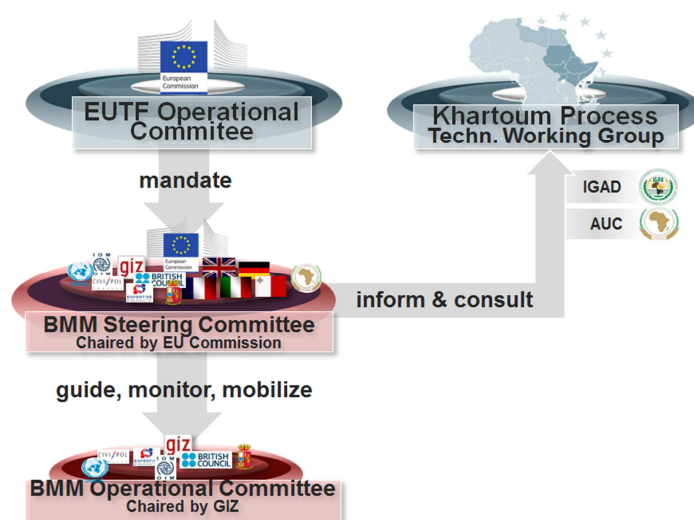 European
Commission
EUTF Operational
Commitee
Khartoum Process
Techn. Working Group
mandate
IGAD
AUC
European
Commission
IOM
OIM
giz
CIVI/POL
BRITISH
COUNCIL
inform & consult
BMM Steering Committee
Chaired by EU Commission
guide, monitor, mobilize
giz
CIVI/POL
IOM
OIM
BRITISH
COUNCIL
BMM Operational Committee
Chaired by GIZ